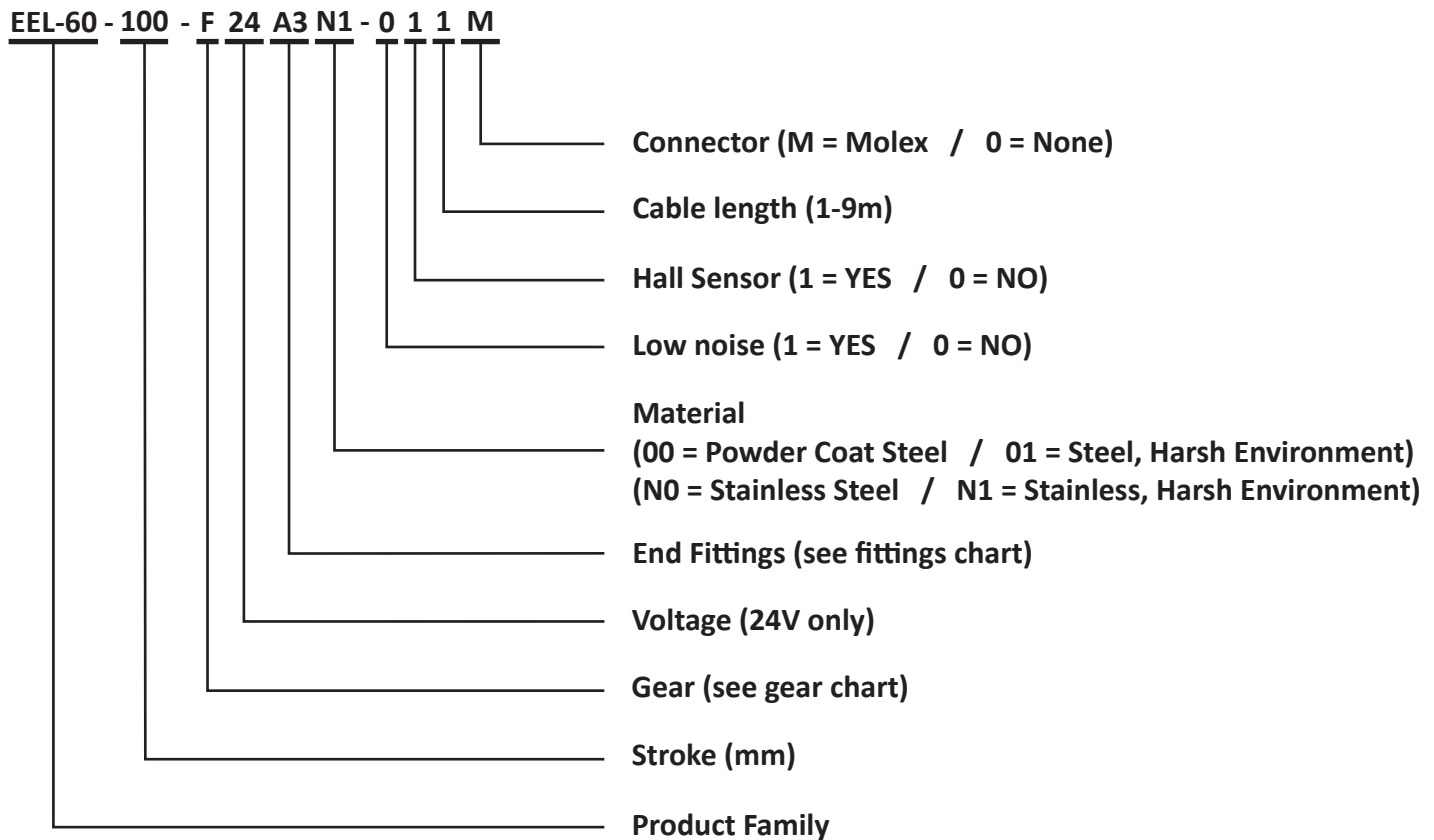 EEL-60 - 100 - F 24 A3 N1 - 0 1 1 M
Connector (M = Molex / 0 = None)
Cable length (1-9m)
Hall Sensor (1 = YES / 0 = NO)
Low noise (1 = YES / 0 = NO)
Material
(00 = Powder Coat Steel / 01 = Steel, Harsh Environment)
(N0 = Stainless Steel / N1 = Stainless, Harsh Environment)
End Fittings (see fittings chart)
Voltage (24V only)
Gear (see gear chart)
Stroke (mm)
Product Family